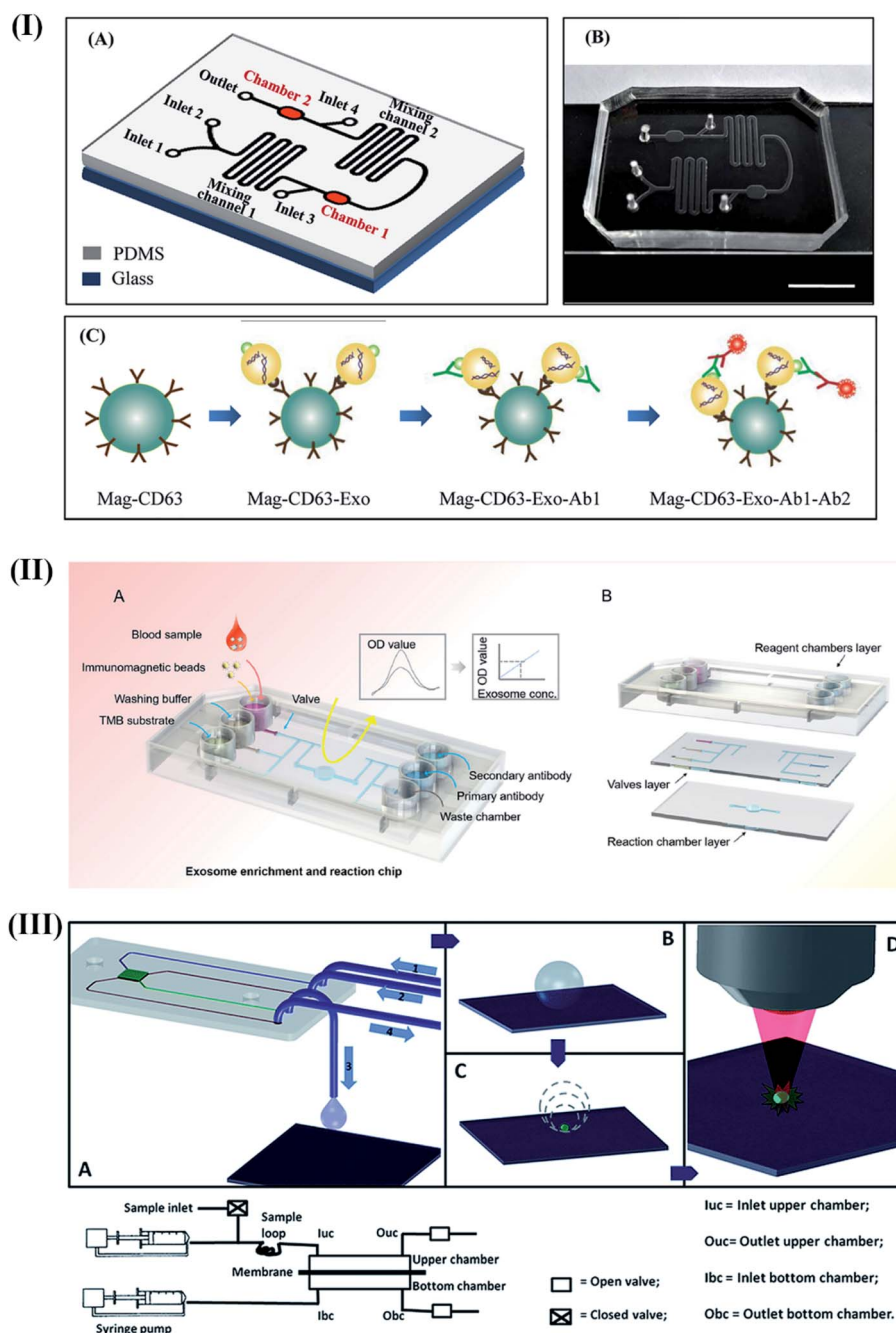 (I)
(A)
Outlet
Chamber 2
Inlet 4
Mixing
channel 2
Inlet 2
Inlet 1
Mixing
channel 1
Inlet 3
Chamber 1
PDMS
Glass
(B)
(C)
Mag-CD63
Mag-CD63-Exo
Mag-CD63-Exo-Ab1
Mag-CD63-Exo-Ab1-Ab2
(II)
A
Blood sample
Immunomagnetic beads
Washing buffer
TMB substrate
Valve
OD value
OD value
Exosome conc.
Secondary antibody
Primary antibody
Waste chamber
Exosome enrichment and reaction chip
B
Reagent chambers
layer
Valves layer
Reaction chamber layer
(III)
1
2
4
3
A
B
C
D
Sample inlet
Sample
loop
Iuc
Ouc
Upper chamber
Membrane
Bottom chamber
Ibc
Obc
Syringe pump
= Open valve;
= Closed valve;
Iuc = Inlet upper chamber;
Ouc= Outlet upper chamber;
Ibc = Inlet bottom chamber;
Obc = Outlet bottom chamber.